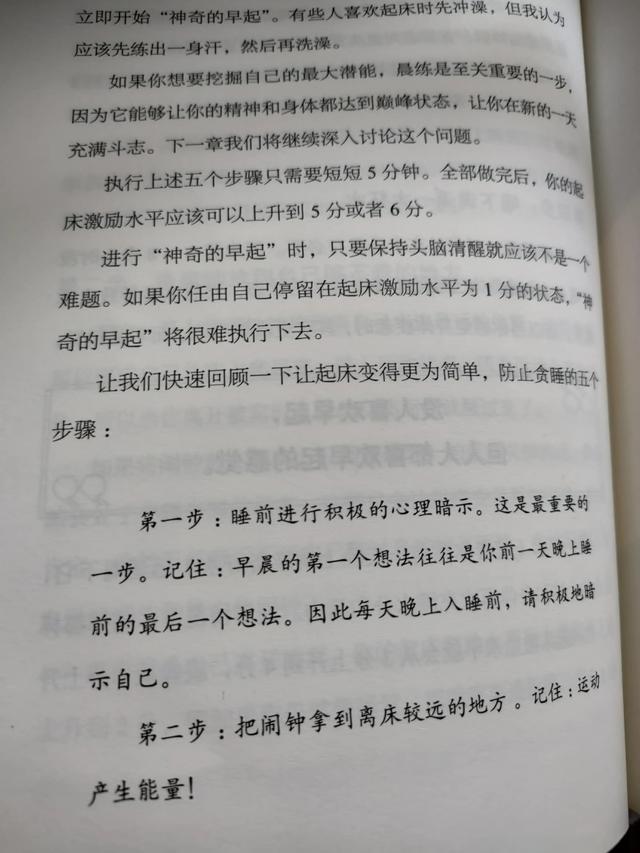 立即开始“神奇的早起”。有些人喜欢起床时先冲澡，但我认为
应该先练出一身汗，然后再洗澡。
如果你想要挖掘自己的最大潜能，晨练是至关重要的一步，
因为它能够让你的精神和身体都达到巅峰状态，让你在新的一天
充满斗志。下一章我们将继续深入讨论这个问题。
执行上述五个步骤只需要短短5分钟。全部做完后，你的起
床激励水平应该可以上升到5分或者6分。
进行“神奇的早起”时，只要保持头脑清醒就应该不是一个
难题。如果你任由自己停留在起床激励水平为1分的状态，“神
奇的早起”将很难执行下去。
让我们快速回顾一下让起床变得更为简单，防止贪睡的五个
步骤：
没人喜欢早起，
但人人都喜欢早起的感觉。
第一步：睡前进行积极的心理暗示。这是最重要的
一步。记住：早晨的第一个想法往往是你前一天晚上睡
前的最后一个想法。因此每天晚上入睡前，请积极地暗
示自己。
第二步：把闹钟拿到离床较远的地方。记住：运动
产生能量！